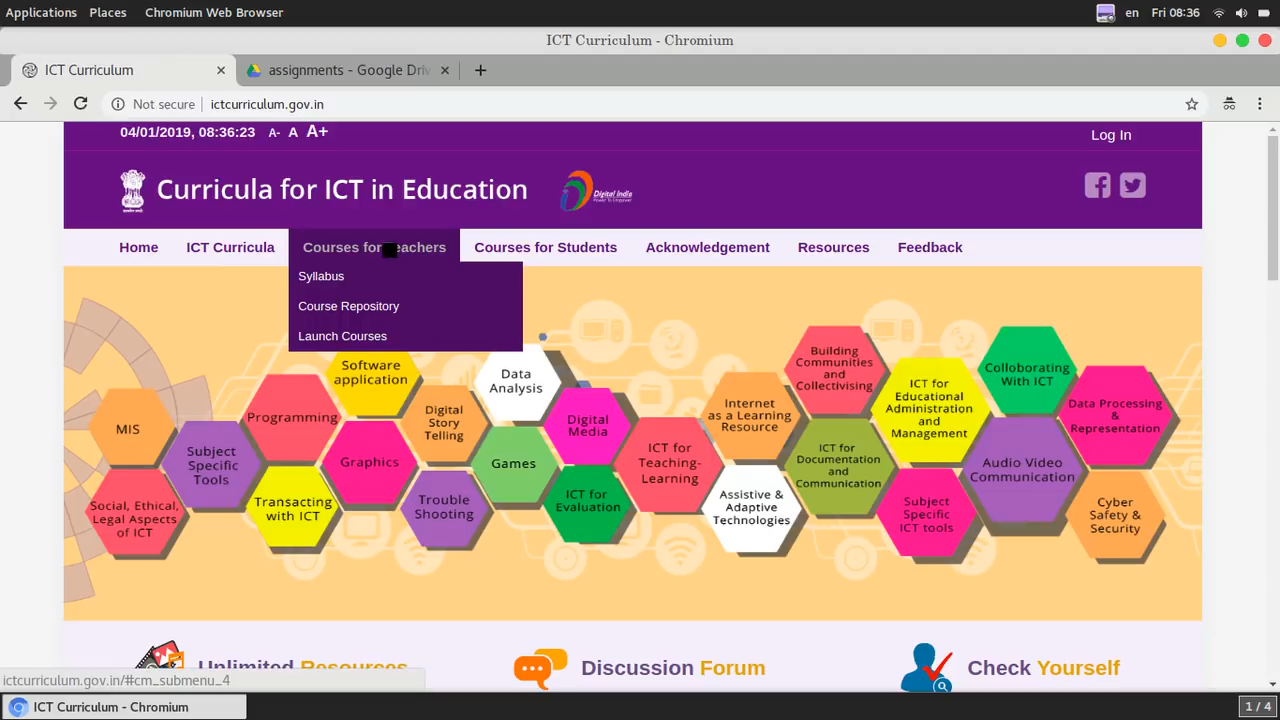 Applications Places Chromium Web Browser en Fri 08:36
ICT Curriculum - Chromium
ICT Curriculum assignments - Google Driv
Not secure ictcurriculum.gov.in
04/01/2019, 08:36:23 A- A A+ Log In
Curricula for ICT in Education Digital India
Home ICT Curricula Courses for Teachers Courses for Students Acknowledgement Resources Feedback
Syllabus
Course Repository
Launch Courses
MIS
Social, Ethical,
Legal Aspects
of ICT
Subject
Specific
Tools
Programming
Transacting
with ICT
Software
application
Graphics
Digital
Story
Telling
Trouble
Shooting
Data
Analysis
Games
Digital
Media
ICT for
Evaluation
ICT for
Teaching-
Learning
Internet
as a Learning
Resource
Assistive &
Adaptive
Technologies
Building
Communities
and
Collectivising
ICT for
Documentation
and
Communication
ICT for
Educational
Administration
and
Management
Subject
Specific
ICT tools
Collaborating
With ICT
Audio Video
Communication
Data Processing
&
Representation
Cyber
Safety &
Security
Unlimited Resources Discussion Forum Check Yourself
ictcurriculum.gov.in/#cm_submenu_4
ICT Curriculum - Chromium 1 / 4